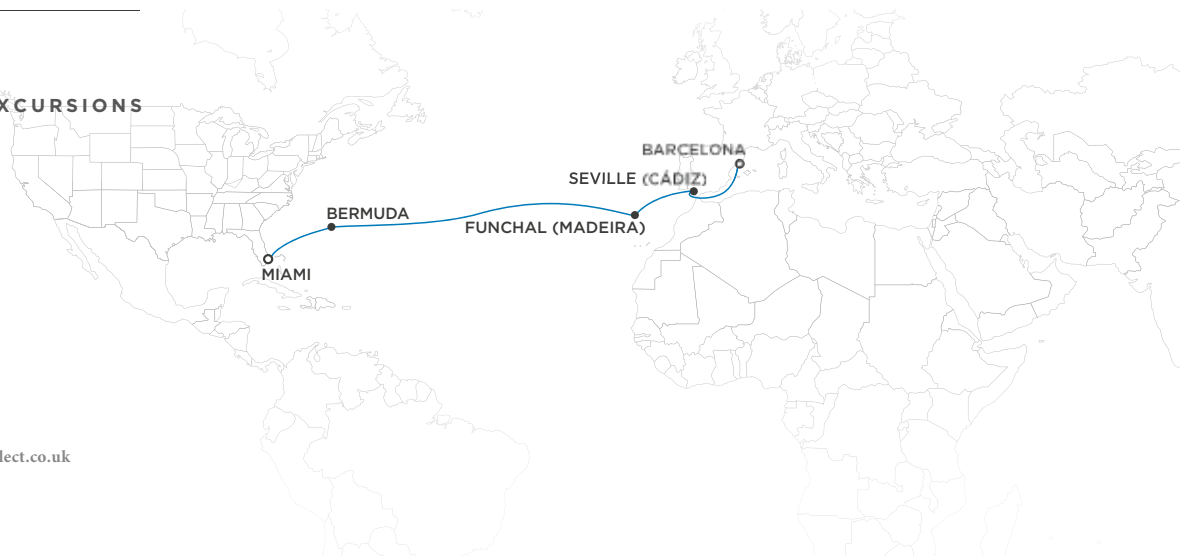 XCURSIONS
BARCELONA
SEVILLE (CÁDIZ)
BERMUDA
FUNCHAL (MADEIRA)
MIAMI
lect.co.uk